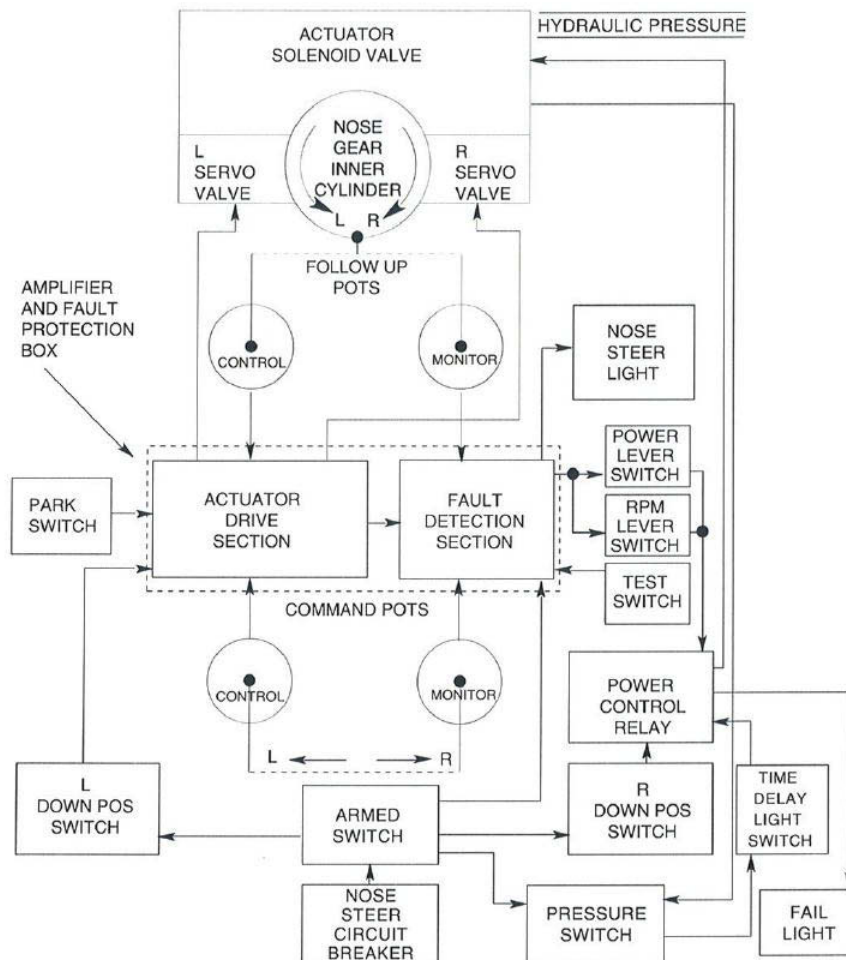 ACTUATOR
SOLENOID VALVE
HYDRAULIC PRESSURE
NOSE
GEAR
INNER
CYLINDER
L
SERVO
VALVE
R
SERVO
VALVE
L R
FOLLOW UP
POTS
AMPLIFIER
AND FAULT
PROTECTION
BOX
CONTROL
MONITOR
NOSE
STEER
LIGHT
POWER
LEVER
SWITCH
PARK
SWITCH
ACTUATOR
DRIVE
SECTION
FAULT
DETECTION
SECTION
RPM
LEVER
SWITCH
TEST
SWITCH
COMMAND POTS
CONTROL
MONITOR
POWER
CONTROL
RELAY
L
R
L
DOWN POS
SWITCH
ARMED
SWITCH
R
DOWN POS
SWITCH
TIME
DELAY
LIGHT
SWITCH
NOSE
STEER
CIRCUIT
BREAKER
PRESSURE
SWITCH
FAIL
LIGHT